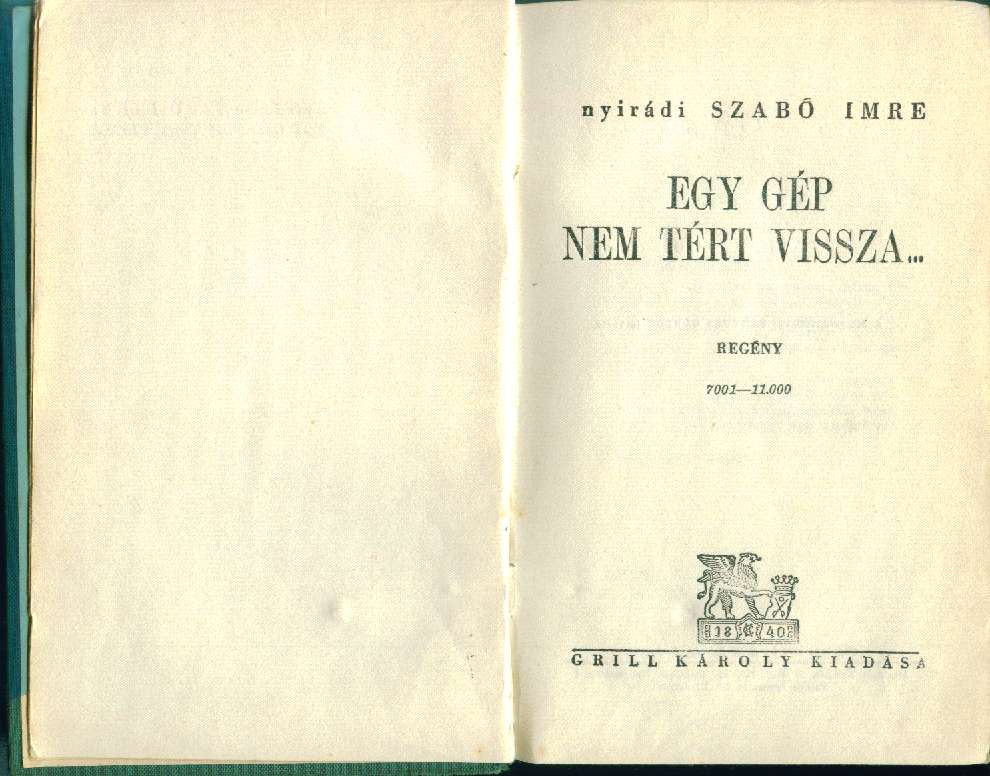 nyirádi SZABÓ IMRE
EGY GÉP
NEM TÉRT VISSZA...
REGÉNY
7001—11.000
18 40
GRILL KÁROLY KIADÁSA